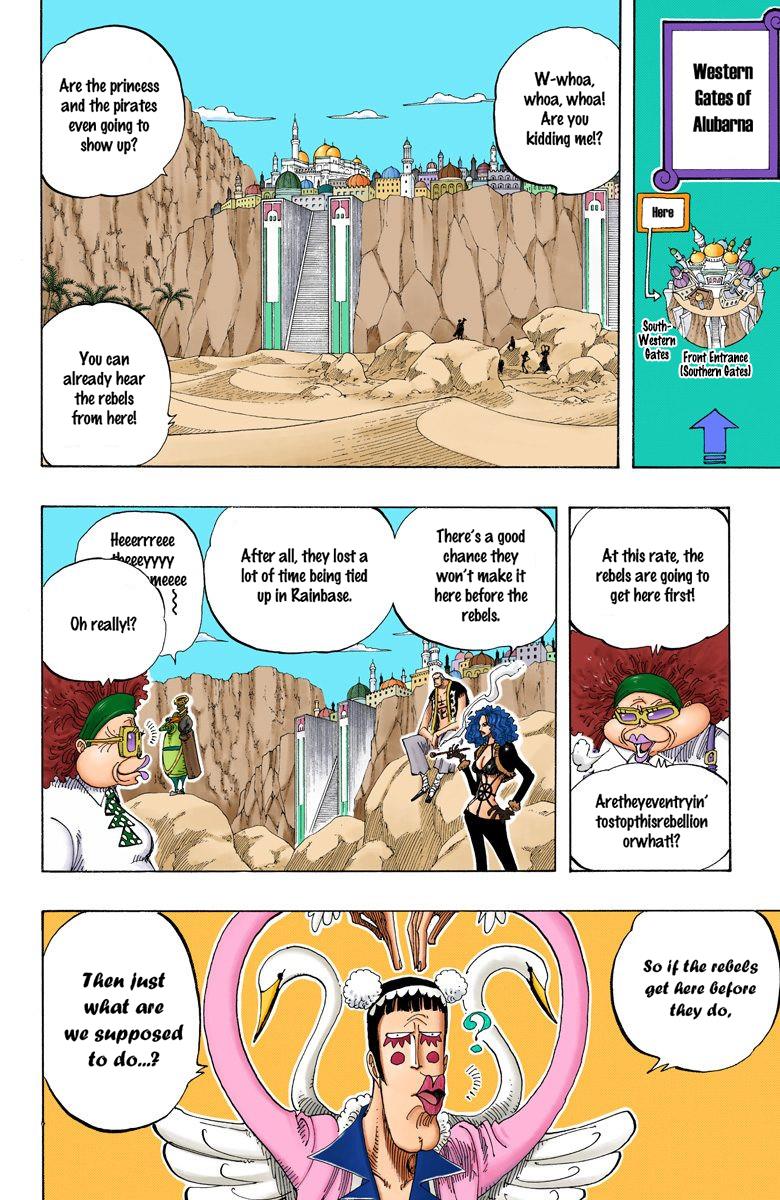 Western
Gates of
Alubarna
Here
South-
Western
Gates
Front Entrance
(Southern Gates)
W-whoa,
whoa, whoa!
Are you
kidding me!?
Are the princess
and the pirates
even going to
show up?
You can
already hear
the rebels
from here!
At this rate, the
rebels are going to
get here first!
Aretheyeventryin'
tostopthisrebellion
orwhat!?
There's a good
chance they
won't make it
here before the
rebels.
After all, they lost a
lot of time being tied
up in Rainbase.
Heeerrreee
Oh really!?
So if the rebels
get here before
they do,
Then just
what are
we supposed
to do...?
?